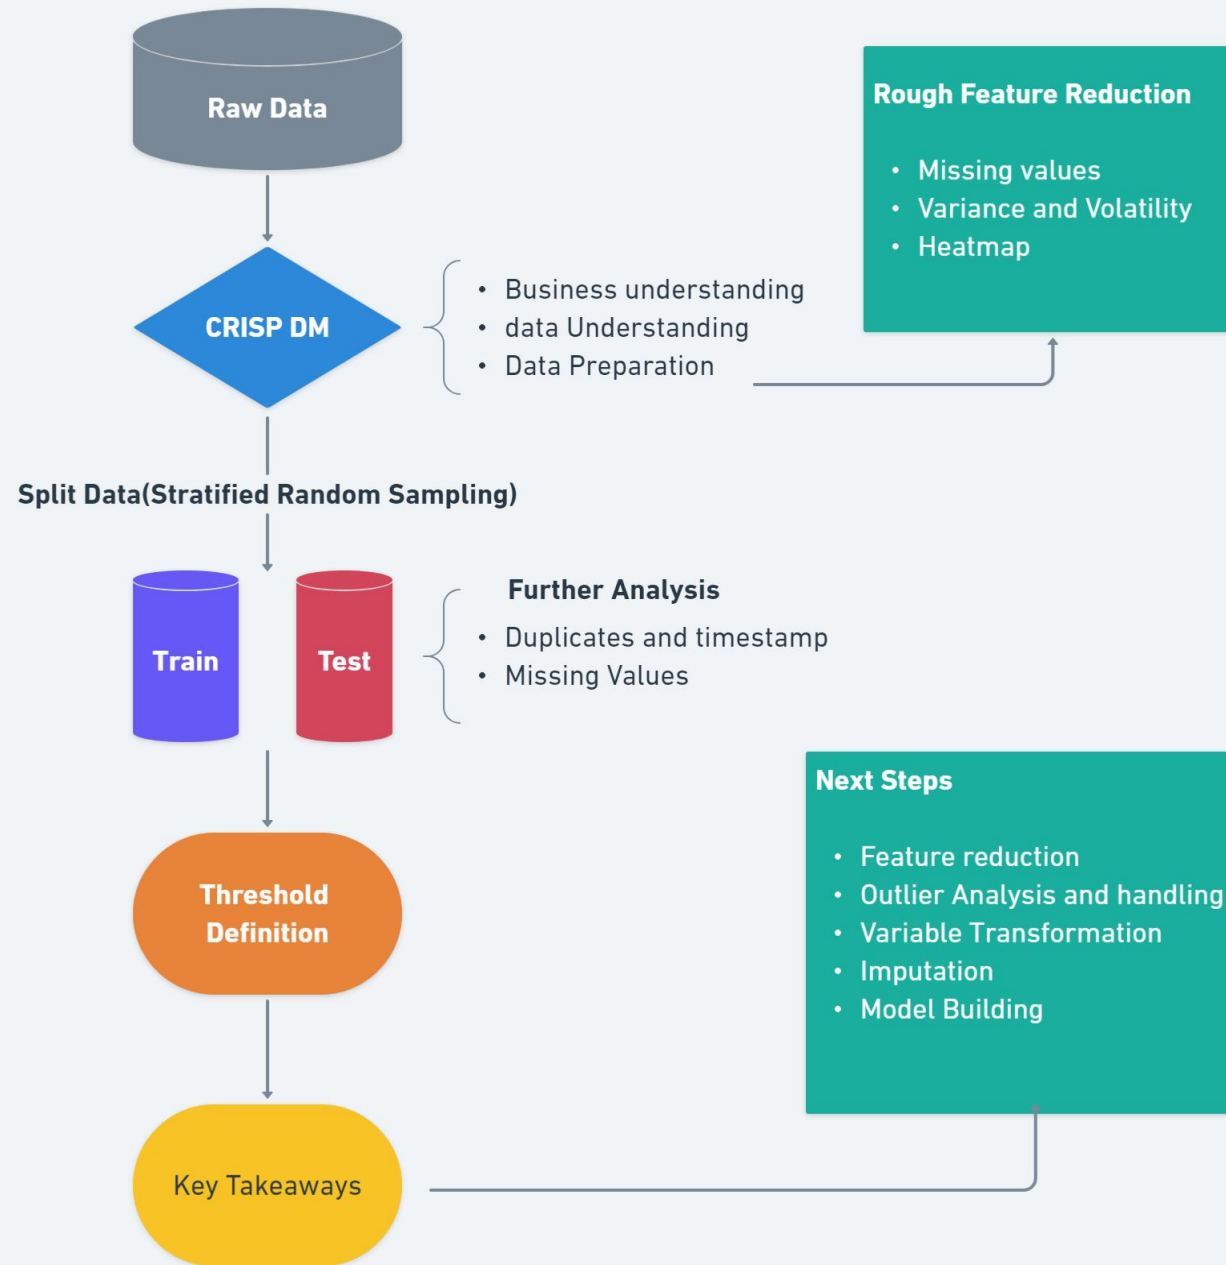 Raw Data
Rough Feature Reduction
• Missing values
• Variance and Volatility
• Heatmap
CRISP DM
• Business understanding
• data Understanding
• Data Preparation
Split Data(Stratified Random Sampling)
Train
Test
Further Analysis
• Duplicates and timestamp
• Missing Values
Threshold
Definition
Next Steps
• Feature reduction
• Outlier Analysis and handling
• Variable Transformation
• Imputation
• Model Building
Key Takeaways